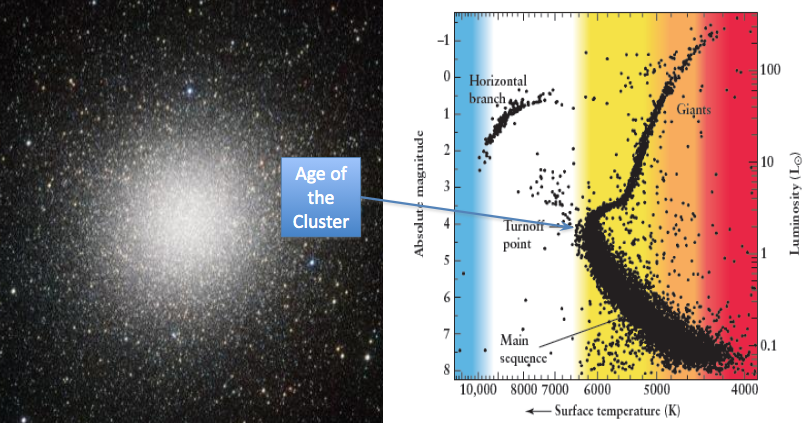 Age of
the
Cluster
Absolute magnitude
−1
0
1
2
3
4
5
6
7
8
Horizontal
branch
Giants
Turnoff
point
Main
sequence
100
10
1
0.1
Luminosity (L⊙)
10,000 8000 7000 6000 5000 4000
← Surface temperature (K)